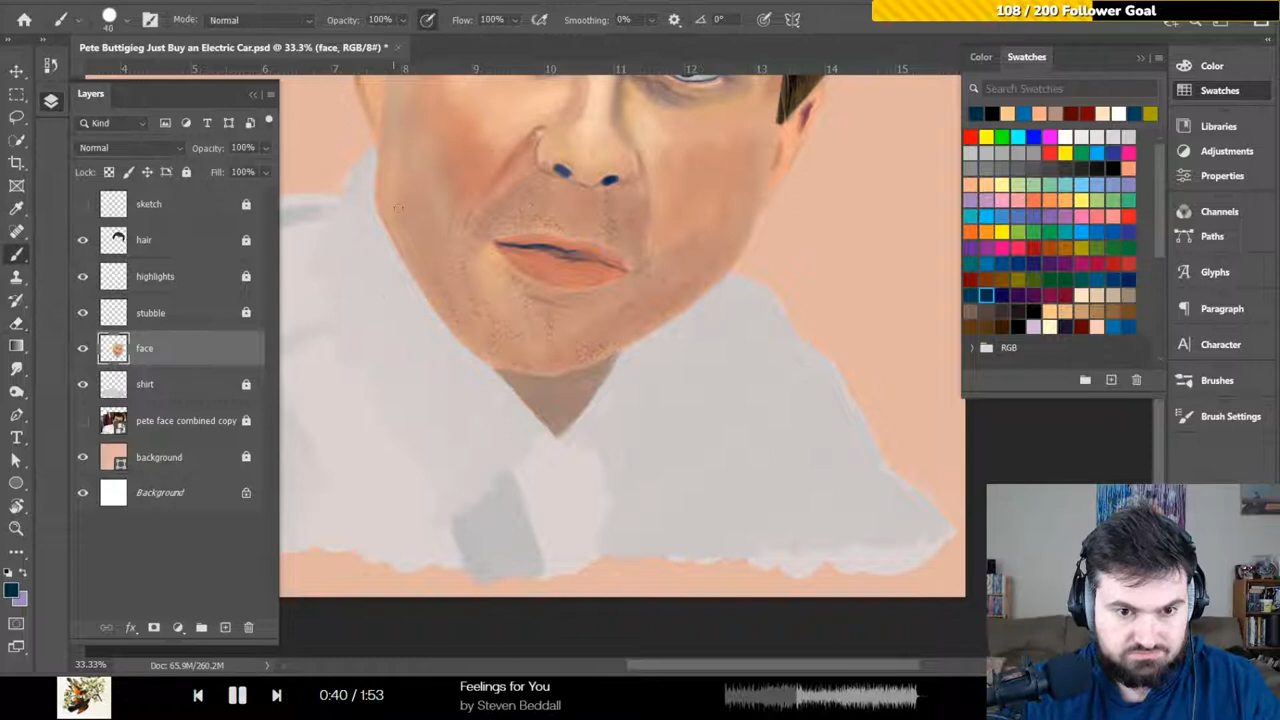 40
Mode: Normal
Opacity: 100%
Flow: 100%
Smoothing: 0%
0°
108 / 200 Follower Goal
Pete Buttigieg Just Buy an Electric Car.psd @ 33.3% (face, RGB/8#) *
4 5 6 7 8 9 10 11 12 13 14 15
Layers
Kind
Normal
Opacity: 100%
Lock:
Fill: 100%
sketch
hair
highlights
stubble
face
shirt
pete face combined copy
background
Background
fx
33.33%
Doc: 65.9M/260.2M
Color
Swatches
Search Swatches
RGB
Color
Swatches
Libraries
Adjustments
Properties
Channels
Paths
Glyphs
Paragraph
Character
Brushes
Brush Settings
0:40 / 1:53
Feelings for You
by Steven Beddall